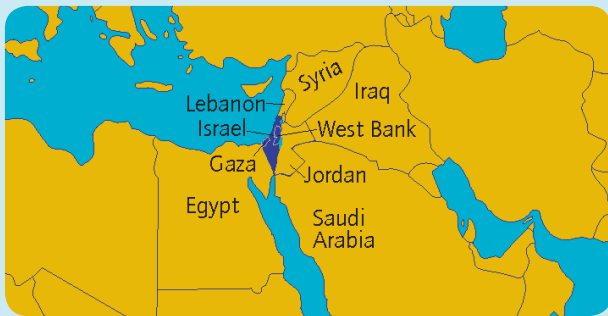 Syria
Iraq
Lebanon
Israel
West Bank
Gaza
Jordan
Egypt
Saudi
Arabia